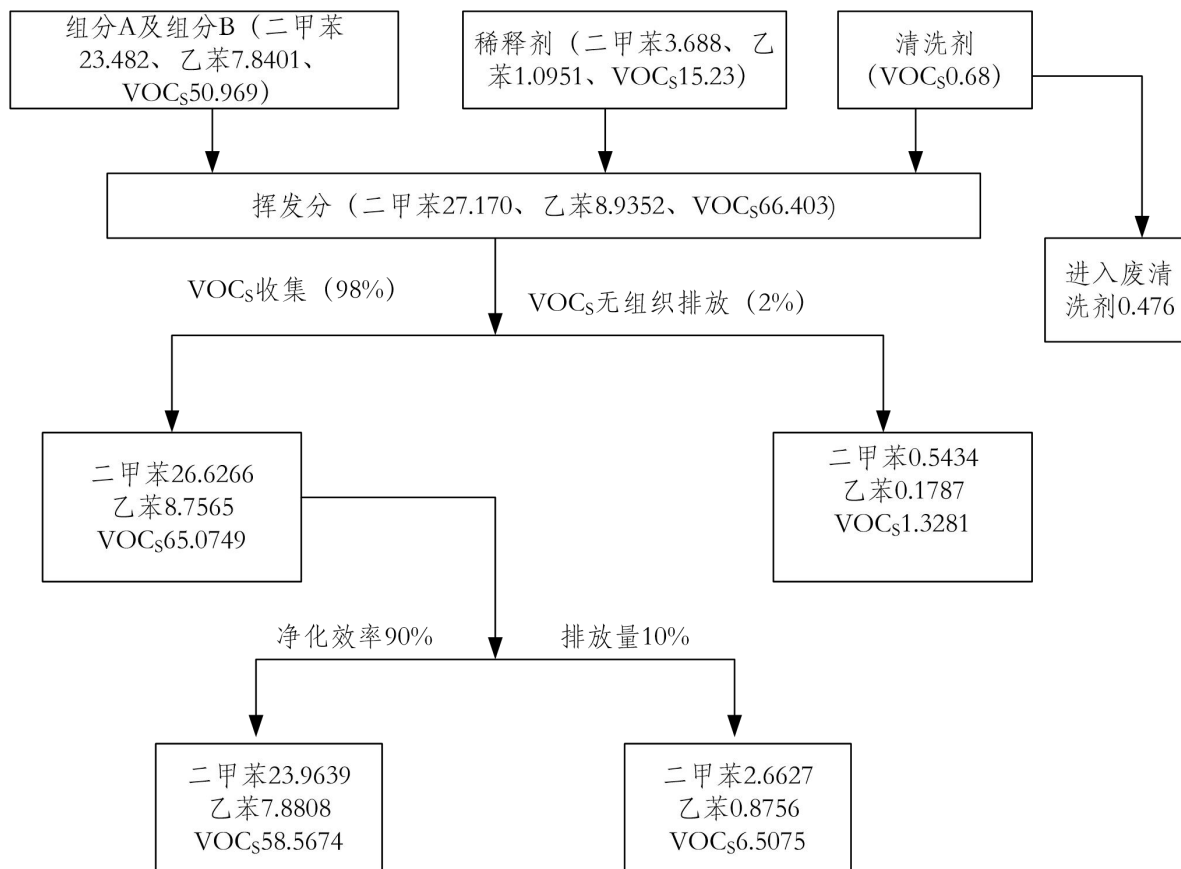 组分A及组分B（二甲苯
23.482、乙苯7.8401、
VOCS50.969）
稀释剂（二甲苯3.688、乙
苯1.0951、VOCS15.23）
清洗剂
（VOCS0.68）
挥发分（二甲苯27.170、乙苯8.9352、VOCS66.403)
进入废清
洗剂0.476
VOCS收集（98%）
VOCS无组织排放（2%）
二甲苯26.6266
乙苯8.7565
VOCS65.0749
二甲苯0.5434
乙苯0.1787
VOCS1.3281
净化效率90%
排放量10%
二甲苯23.9639
乙苯7.8808
VOCS58.5674
二甲苯2.6627
乙苯0.8756
VOCS6.5075